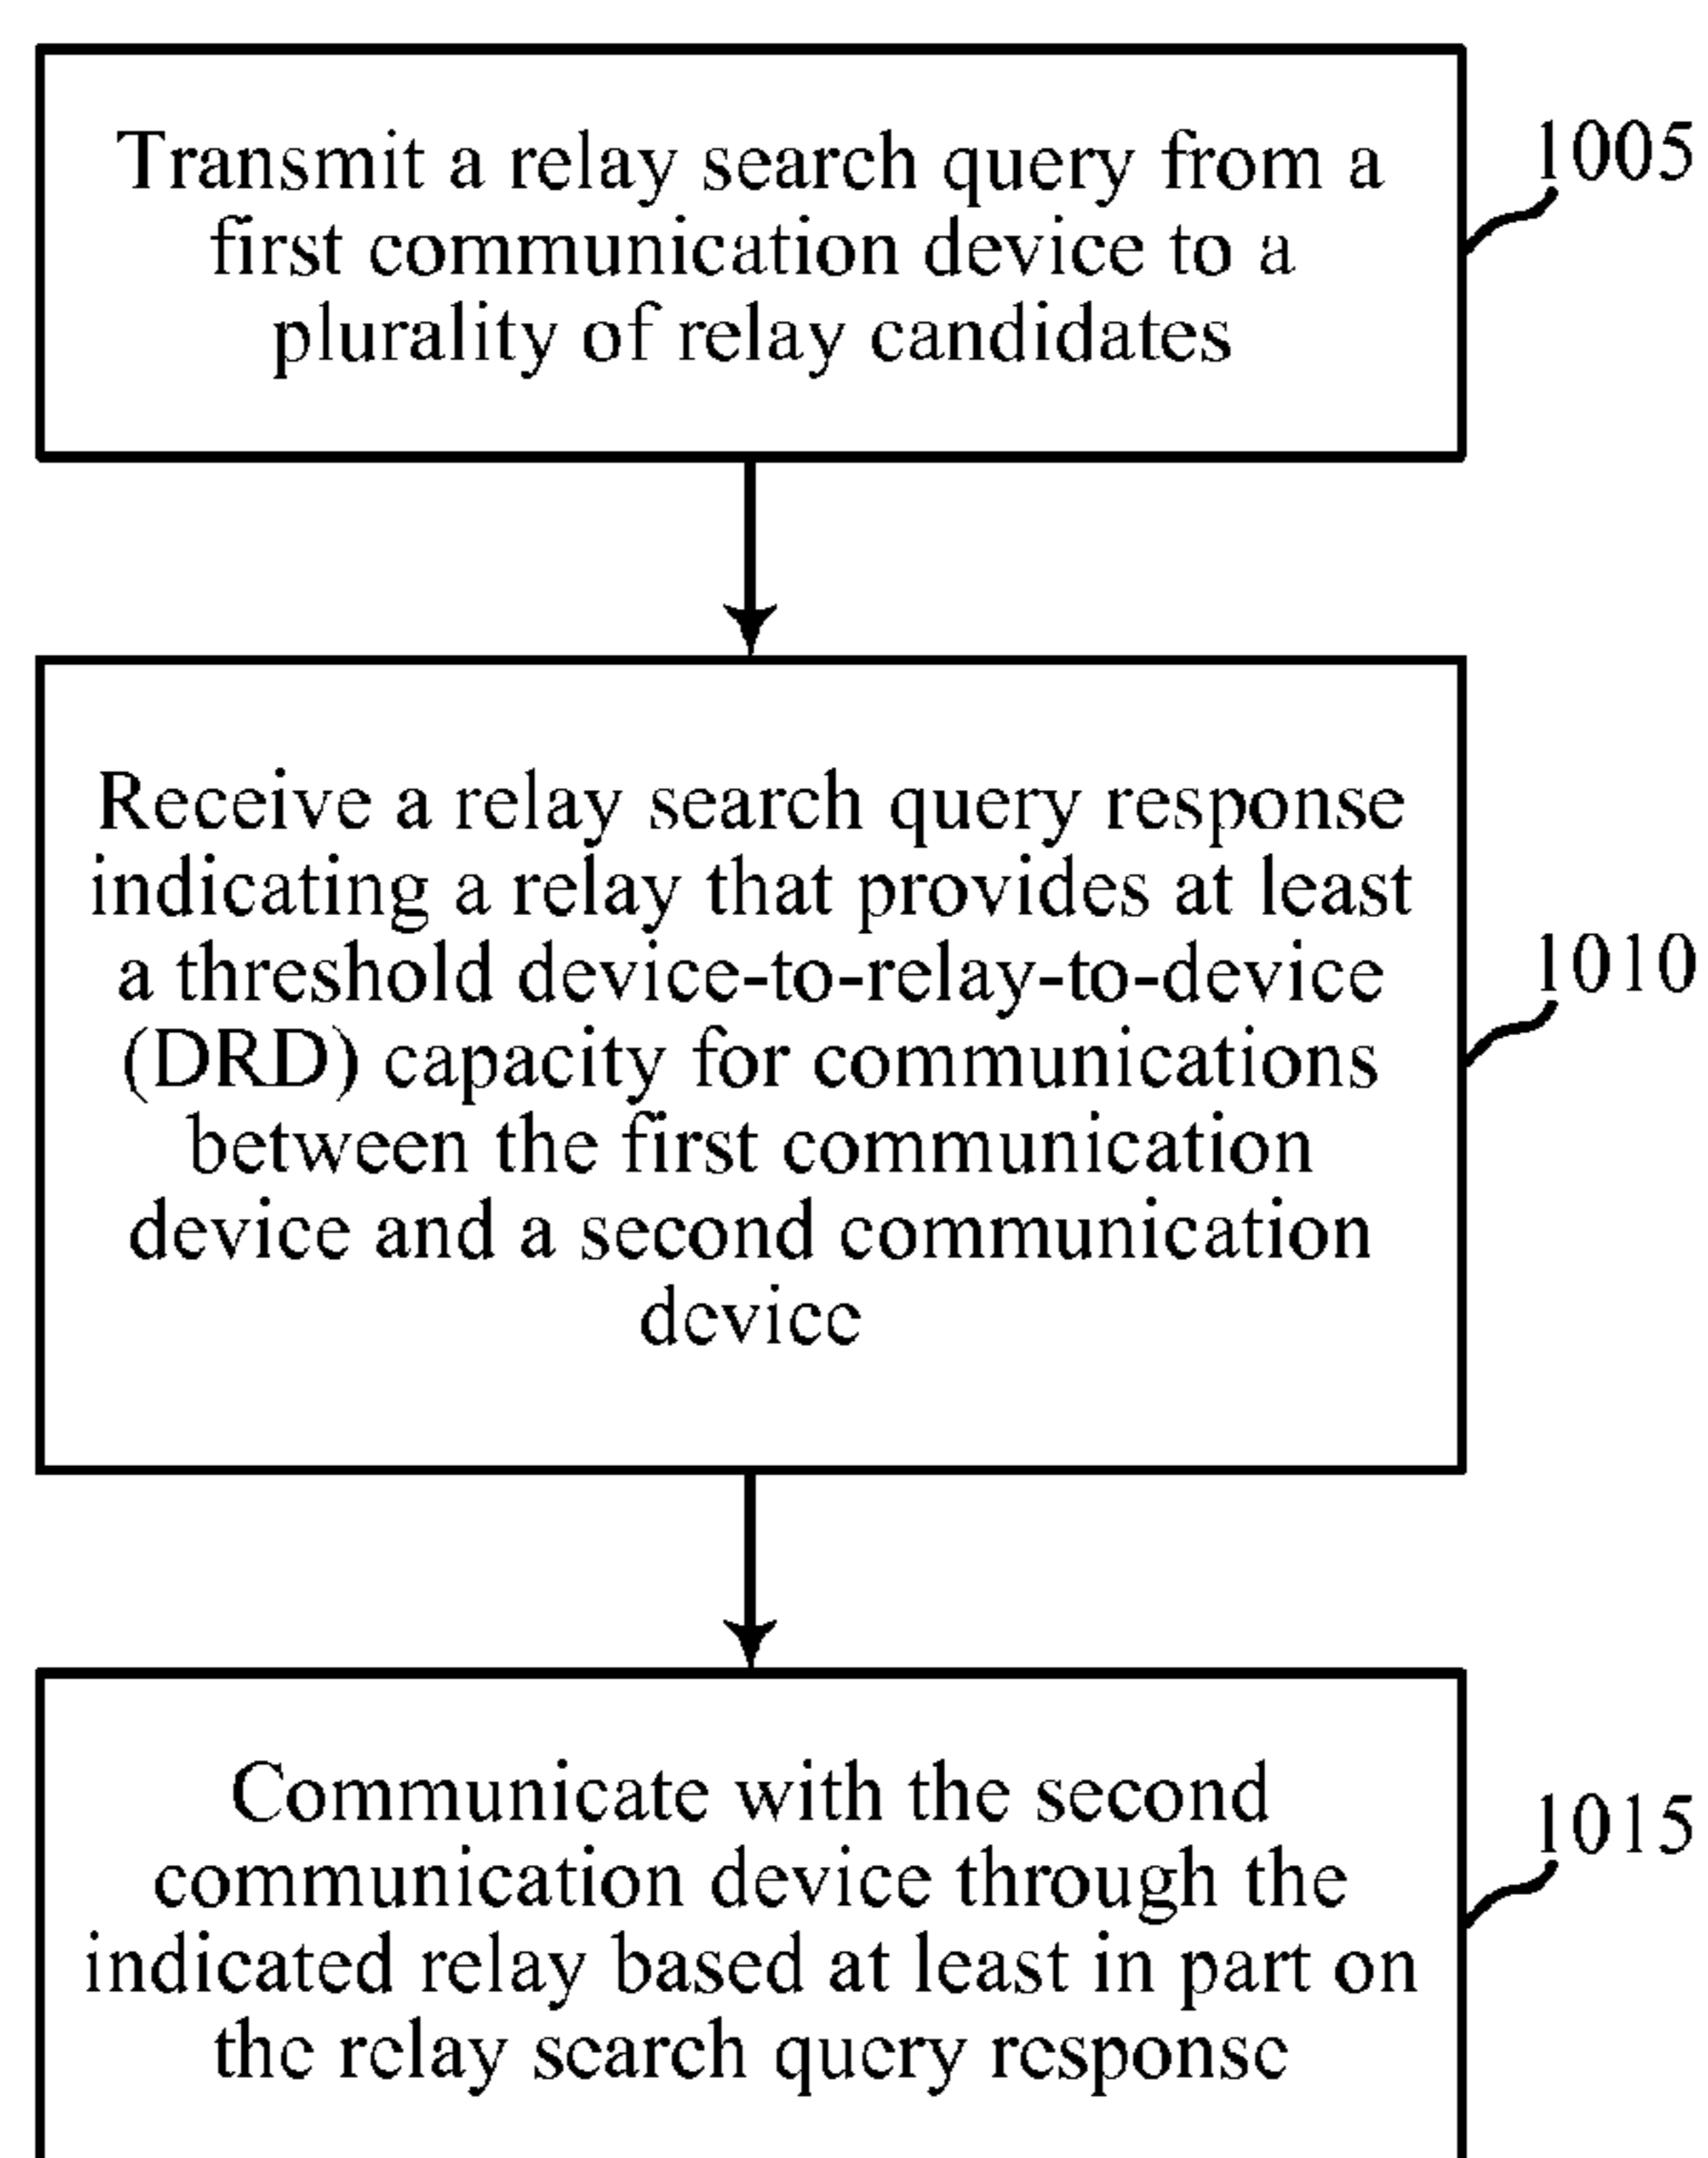 Transmit a relay search query from a
first communication device to a
plurality of relay candidates
1005
Receive a relay search query response
indicating a relay that provides at least
a threshold device-to-relay-to-device
(DRD) capacity for communications
between the first communication
device and a second communication
device
1010
Communicate with the second
communication device through the
indicated relay based at least in part on
the relay search query response
1015